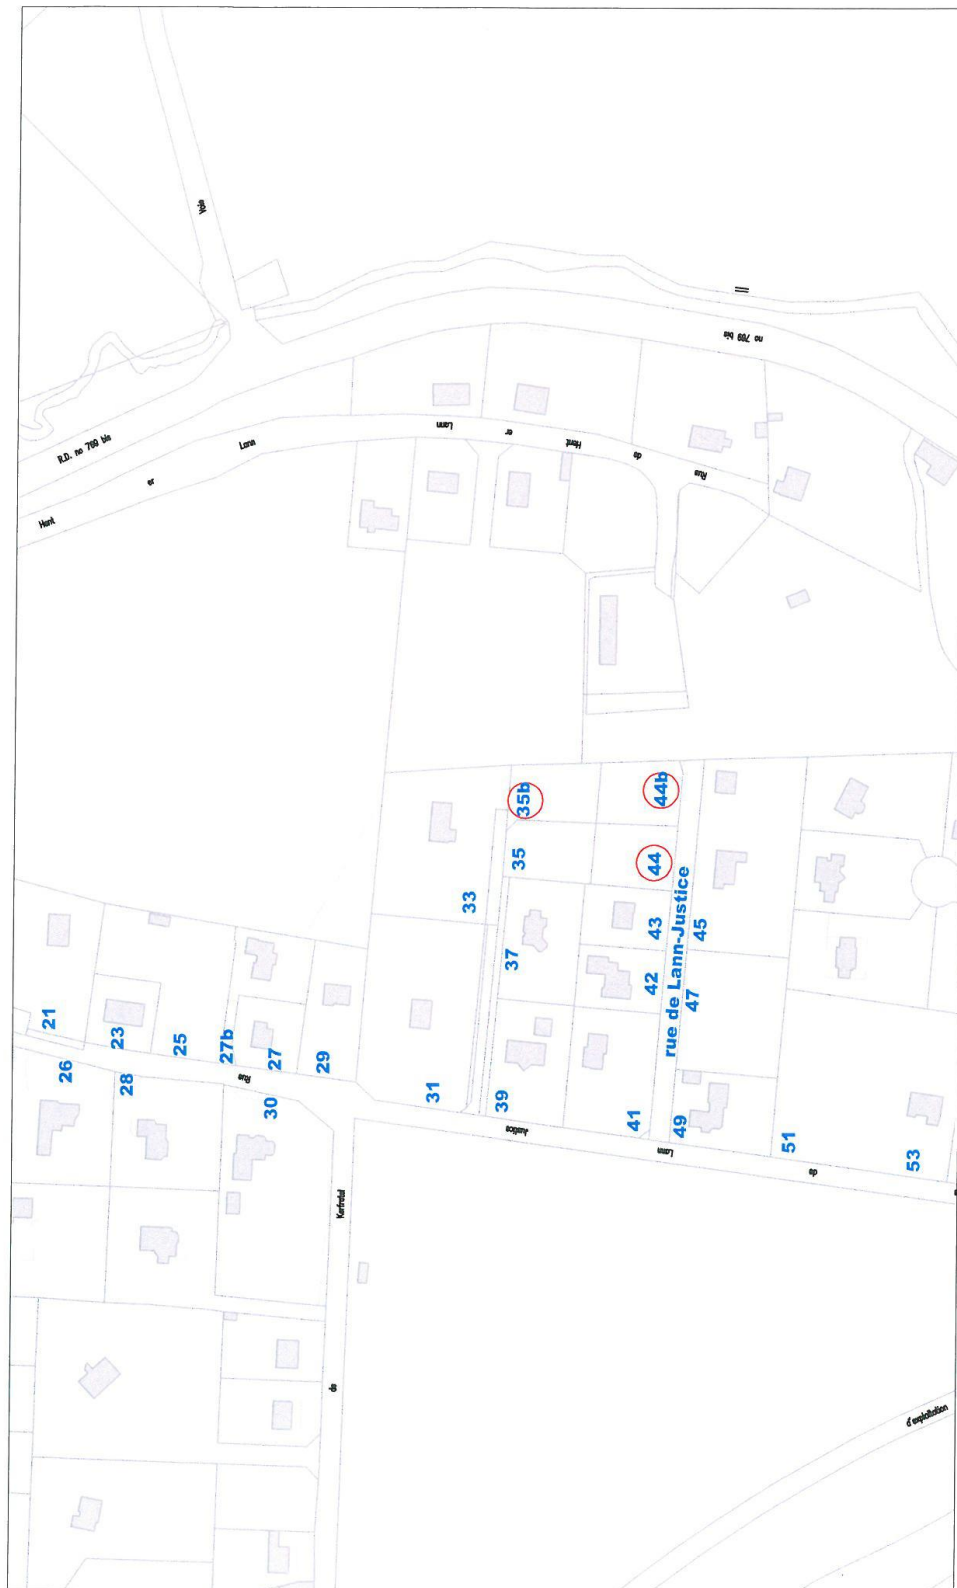 Voie
R.D. no 769 bis
no 769 bis
Hent
er
Lann
Lann
er
Hent
de
Rue
35b
44b
35
44
33
37
43
45
42
47
rue de Lann-Justice
21
23
25
27b
27
29
31
39
41
49
51
53
26
28
30
Rue
Justice
Lann
de
Kerfretal
de
d'exploitation